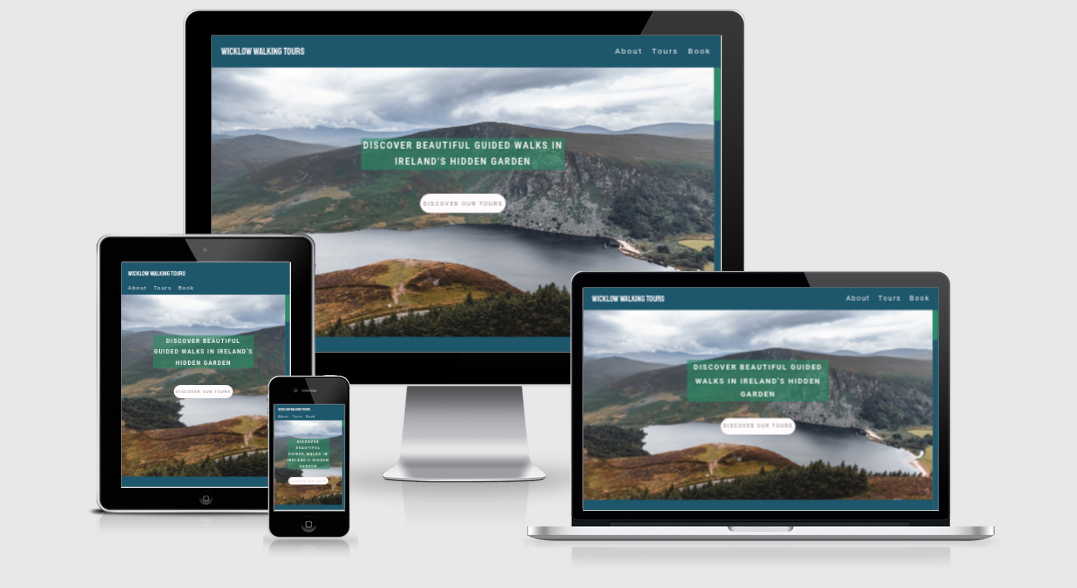 WICKLOW WALKING TOURS
About Tours Book
DISCOVER BEAUTIFUL GUIDED WALKS IN
IRELAND'S HIDDEN GARDEN
DISCOVER OUR TOURS
WICKLOW WALKING TOURS
About Tours Book
DISCOVER BEAUTIFUL
GUIDED WALKS IN IRELAND'S
HIDDEN GARDEN
DISCOVER OUR TOURS
WICKLOW WALKING TOURS
About Tours Book
DISCOVER
BEAUTIFUL
GUIDED WALKS IN
IRELAND'S HIDDEN
GARDEN
WICKLOW WALKING TOURS
About Tours Book
DISCOVER BEAUTIFUL GUIDED
WALKS IN IRELAND'S HIDDEN
GARDEN
DISCOVER OUR TOURS